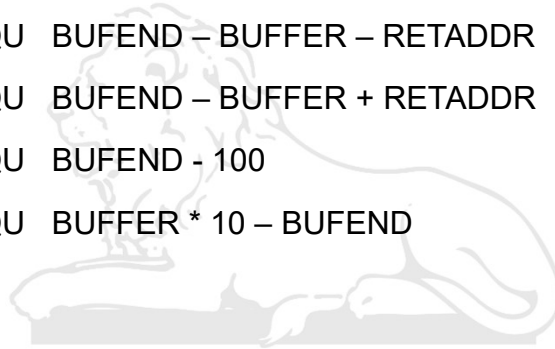 QU BUFEND – BUFFER – RETADDR
QU BUFEND – BUFFER + RETADDR
QU BUFEND - 100
QU BUFFER * 10 – BUFEND